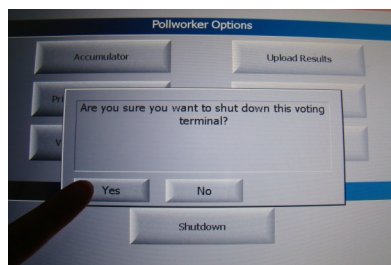 Pollworker Options
Accumulator
Upload Results
Pr
Are you sure you want to shut down this voting
terminal?
V
Yes
No
Shutdown